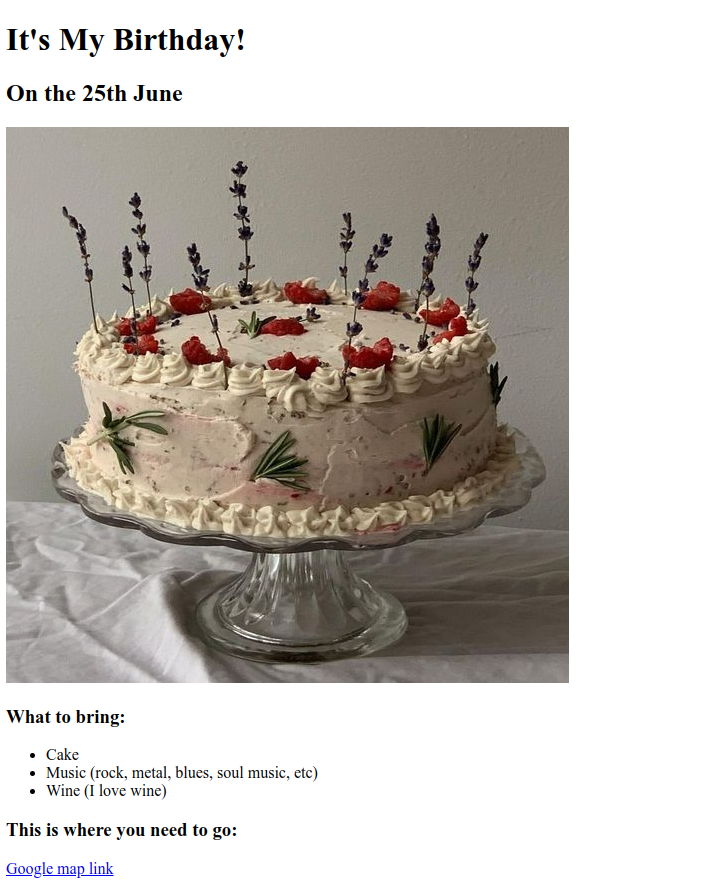 It's My Birthday!
On the 25th June
What to bring:
Cake
Music (rock, metal, blues, soul music, etc)
Wine (I love wine)
This is where you need to go:
Google map link